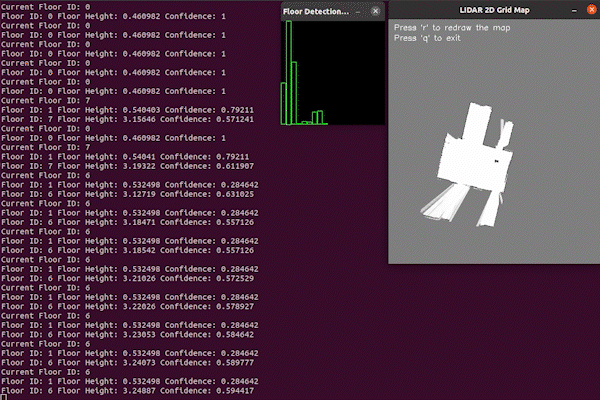 Current Floor ID: 0
Floor ID: 0 Floor Height: 0.460982 Confidence: 1
Current Floor ID: 0
Floor ID: 0 Floor Height: 0.460982 Confidence: 1
Current Floor ID: 0
Floor ID: 0 Floor Height: 0.460982 Confidence: 1
Current Floor ID: 0
Floor ID: 0 Floor Height: 0.460982 Confidence: 1
Current Floor ID: 0
Floor ID: 0 Floor Height: 0.460982 Confidence: 1
Current Floor ID: 7
Floor ID: 1 Floor Height: 0.540403 Confidence: 0.79211
Floor ID: 7 Floor Height: 3.15646 Confidence: 0.571241
Current Floor ID: 0
Floor ID: 0 Floor Height: 0.460982 Confidence: 1
Current Floor ID: 7
Floor ID: 1 Floor Height: 0.54041 Confidence: 0.79211
Floor ID: 7 Floor Height: 3.19322 Confidence: 0.611907
Current Floor ID: 6
Floor ID: 1 Floor Height: 0.532498 Confidence: 0.284642
Floor ID: 6 Floor Height: 3.12719 Confidence: 0.631025
Current Floor ID: 6
Floor ID: 1 Floor Height: 0.532498 Confidence: 0.284642
Floor ID: 6 Floor Height: 3.18471 Confidence: 0.557126
Current Floor ID: 6
Floor ID: 1 Floor Height: 0.532498 Confidence: 0.284642
Floor ID: 6 Floor Height: 3.18542 Confidence: 0.557126
Current Floor ID: 6
Floor ID: 1 Floor Height: 0.532498 Confidence: 0.284642
Floor ID: 6 Floor Height: 3.21026 Confidence: 0.572529
Current Floor ID: 6
Floor ID: 1 Floor Height: 0.532498 Confidence: 0.284642
Floor ID: 6 Floor Height: 3.22026 Confidence: 0.578927
Current Floor ID: 6
Floor ID: 1 Floor Height: 0.532498 Confidence: 0.284642
Floor ID: 6 Floor Height: 3.23053 Confidence: 0.584642
Current Floor ID: 6
Floor ID: 1 Floor Height: 0.532498 Confidence: 0.284642
Floor ID: 6 Floor Height: 3.24073 Confidence: 0.589777
Current Floor ID: 6
Floor ID: 1 Floor Height: 0.532498 Confidence: 0.284642
Floor ID: 6 Floor Height: 3.24887 Confidence: 0.594417
Floor Detection...
LIDAR 2D Grid Map
Press 'r' to redraw the map
Press 'q' to exit